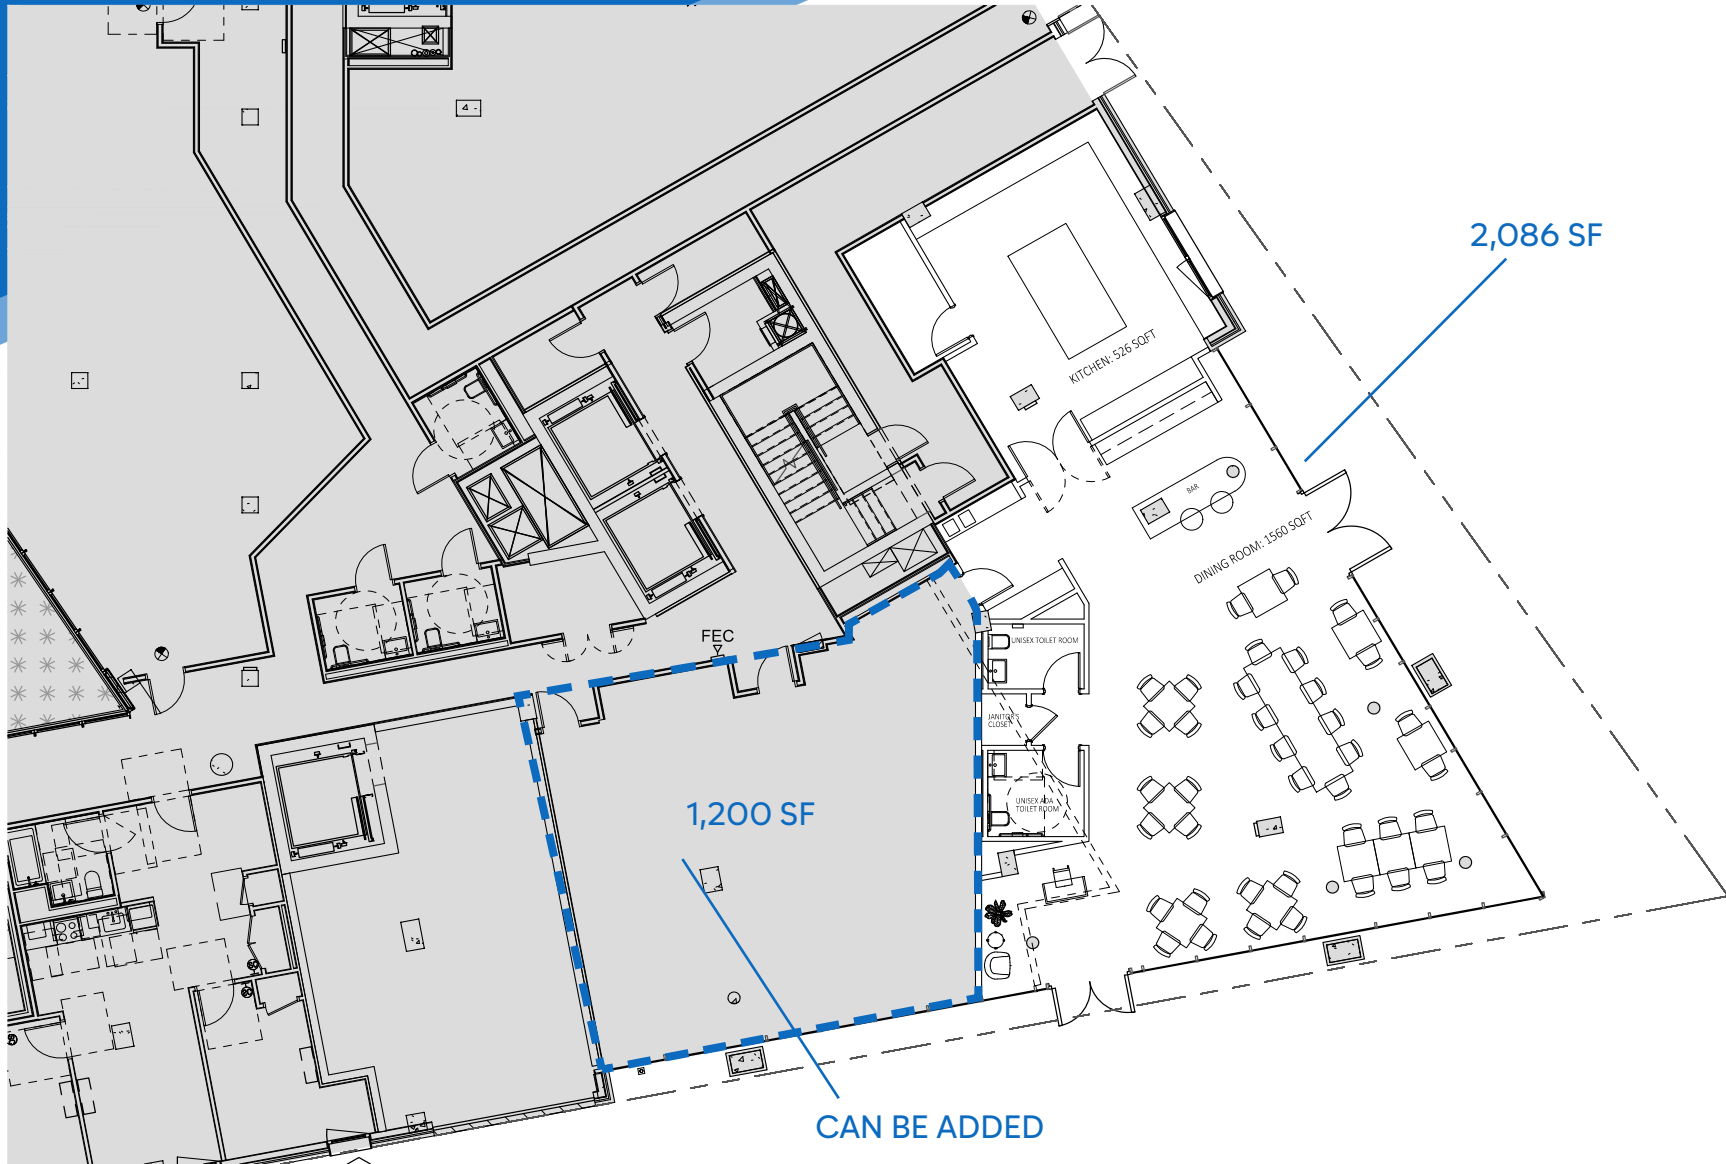 2,086 SF
KITCHEN: 526 SQFT
BAR
DINING ROOM: 1560 SQFT
FEC
UNISEX TOILET ROOM
JANITOR'S
CLOSET
UNISEX ADA
TOILET ROOM
1,200 SF
CAN BE ADDED